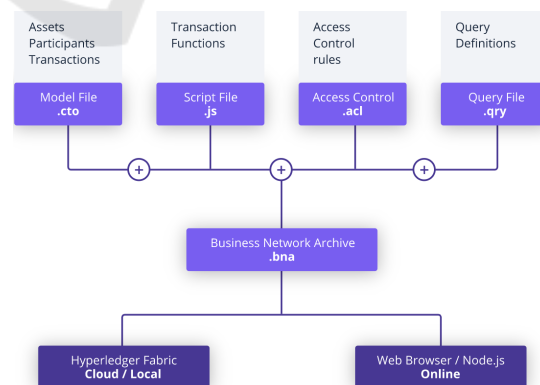 Assets
Participants
Transactions
Transaction
Functions
Access
Control
rules
Query
Definitions
Model File
.cto
Script File
.js
Access Control
.acl
Query File
.qry
+
+
+
Business Network Archive
.bna
Hyperledger Fabric
Cloud / Local
Web Browser / Node.js
Online